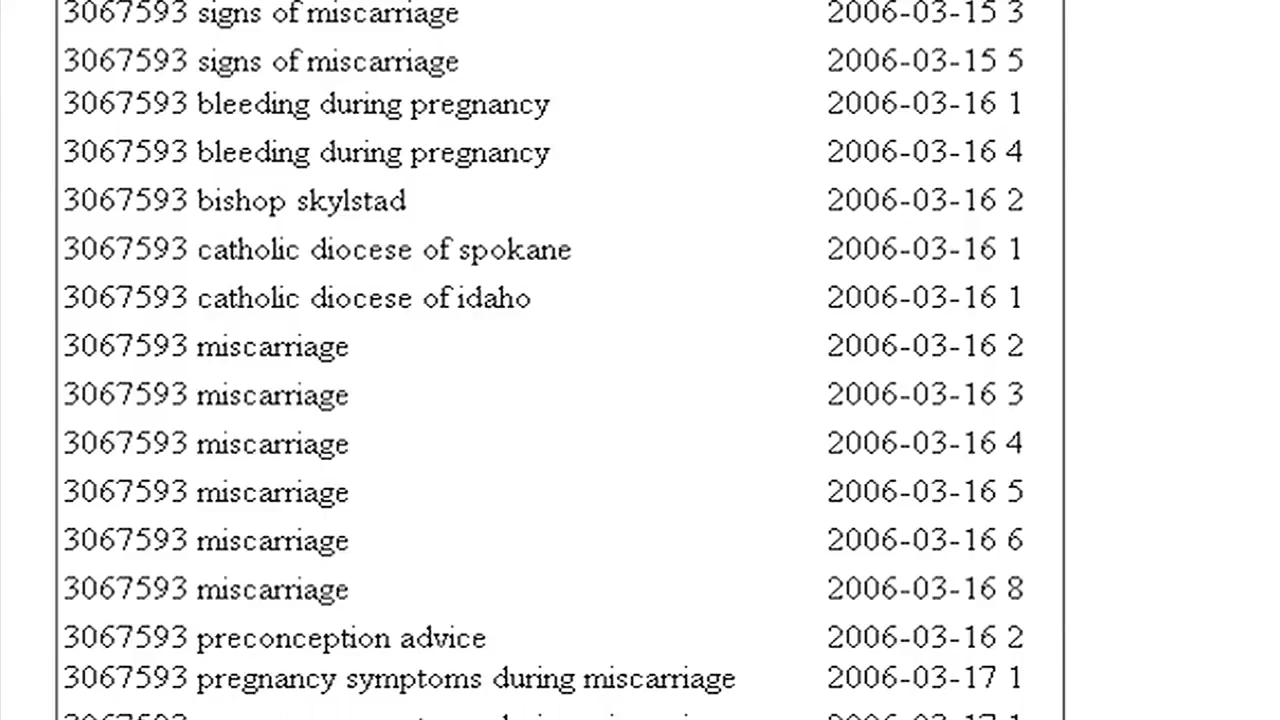 3067593 signs of miscarriage 2006-03-15 3
3067593 signs of miscarriage 2006-03-15 5
3067593 bleeding during pregnancy 2006-03-16 1
3067593 bleeding during pregnancy 2006-03-16 4
3067593 bishop skylstad 2006-03-16 2
3067593 catholic diocese of spokane 2006-03-16 1
3067593 catholic diocese of idaho 2006-03-16 1
3067593 miscarriage 2006-03-16 2
3067593 miscarriage 2006-03-16 3
3067593 miscarriage 2006-03-16 4
3067593 miscarriage 2006-03-16 5
3067593 miscarriage 2006-03-16 6
3067593 miscarriage 2006-03-16 8
3067593 preconception advice 2006-03-16 2
3067593 pregnancy symptoms during miscarriage 2006-03-17 1